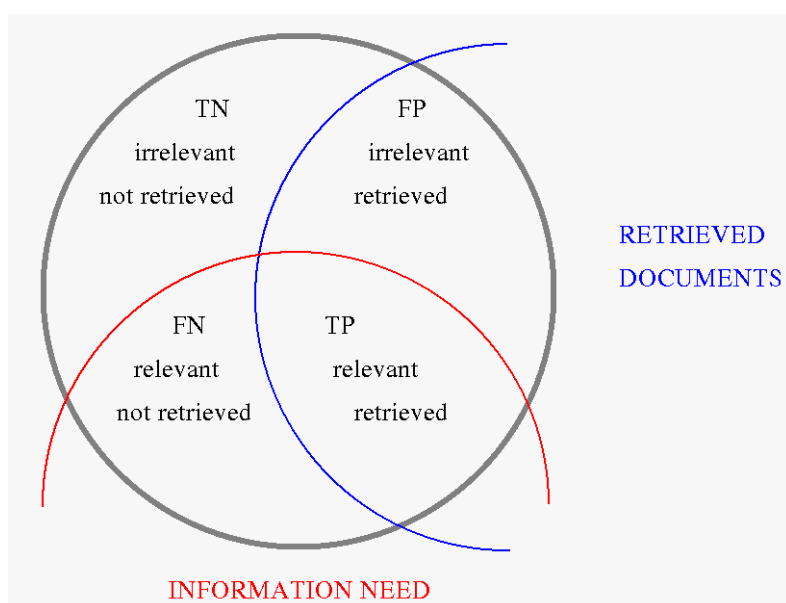 TN
irrelevant
not retrieved
FP
irrelevant
retrieved
RETRIEVED
DOCUMENTS
FN
relevant
not retrieved
TP
relevant
retrieved
INFORMATION NEED